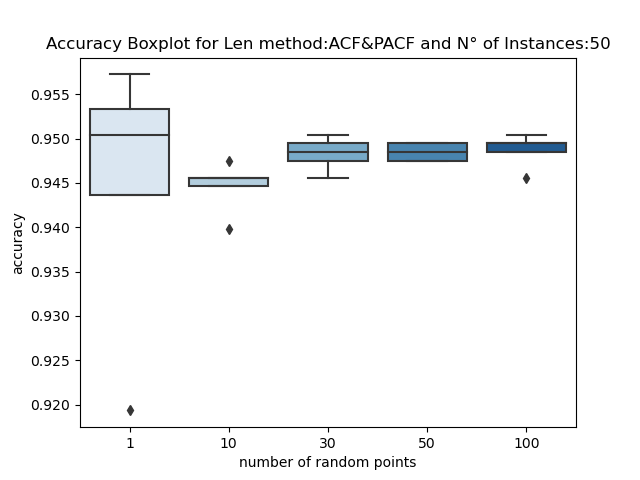 Accuracy Boxplot for Len method:ACF&PACF and N° of Instances:50
0.955
0.950
0.945
0.940
0.935
0.930
0.925
0.920
accuracy
1 10 30 50 100
number of random points